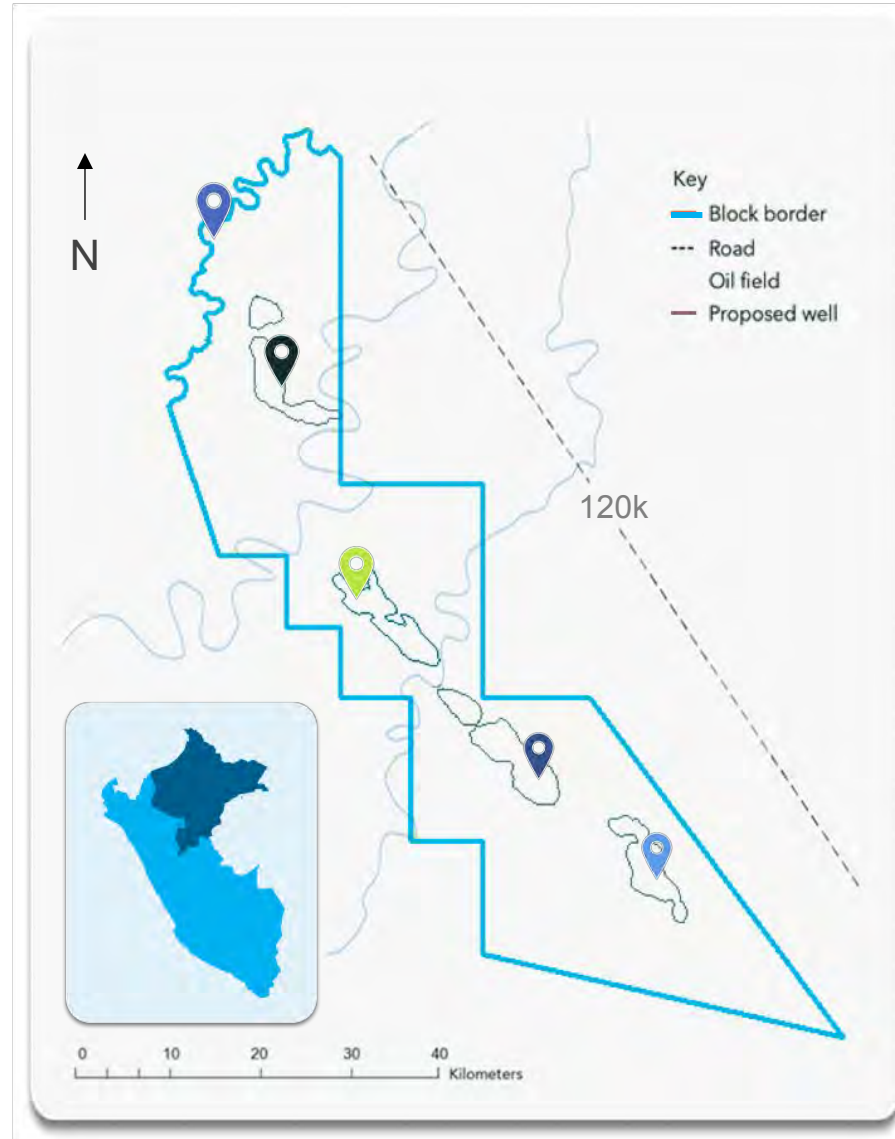 N
Key
Block border
Road
Oil field
Proposed well
120k
0 10 20 30 40
Kilometers